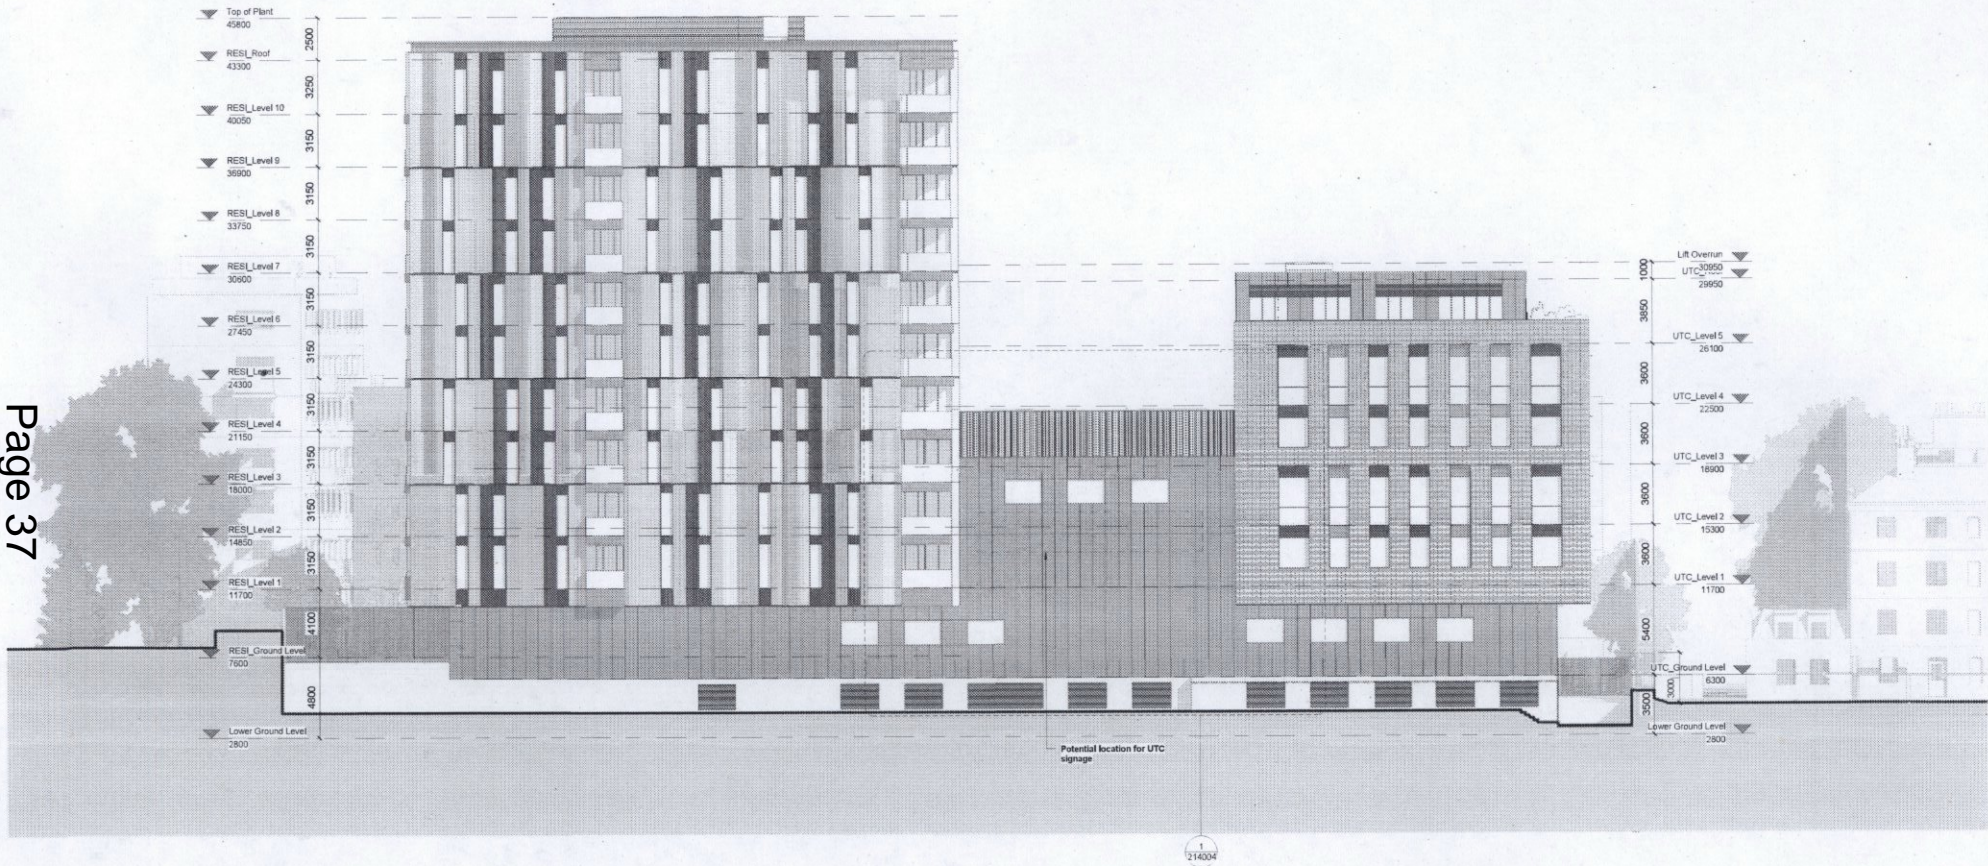 Top of Plant
45800
RESI_Roof
43300
RESI_Level 10
40050
RESI_Level 9
36900
RESI_Level 8
33750
RESI_Level 7
30600
RESI_Level 6
27450
RESI_Level 5
24300
RESI_Level 4
21150
RESI_Level 3
18000
RESI_Level 2
14850
RESI_Level 1
11700
RESI_Ground Level
7600
Lower Ground Level
2800
2500
3250
3150
3150
3150
3150
3150
3150
3150
3150
3150
4100
4800
Page 37
Potential location for UTC
signage
1
214004
Lift Overrun
30950
29950
UTC_Level 5
26100
UTC_Level 4
22500
UTC_Level 3
18900
UTC_Level 2
15300
UTC_Level 1
11700
UTC_Ground Level
6300
Lower Ground Level
2800
1000
3850
3600
3600
3600
3600
5400
3000
3500